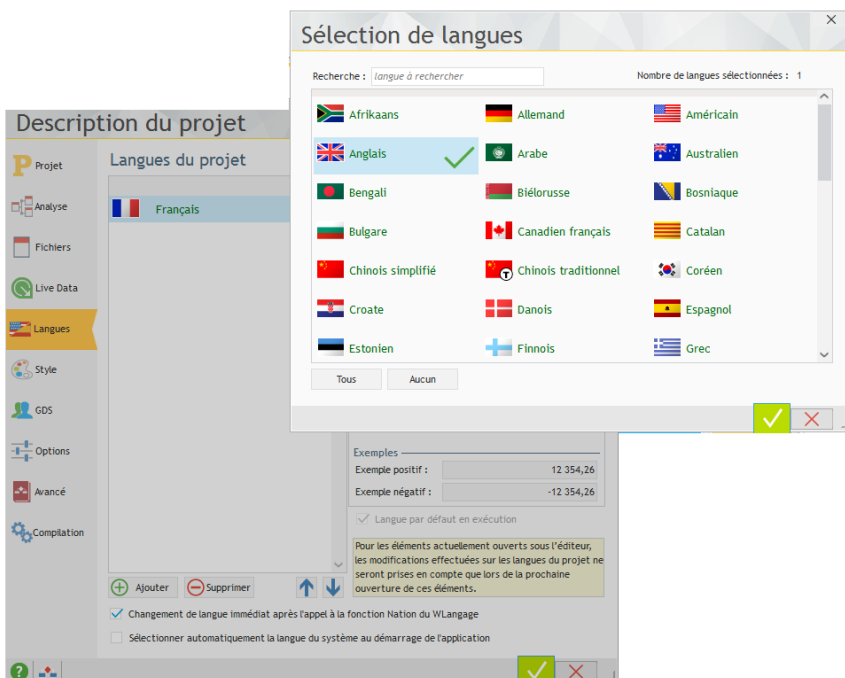 Sélection de langues
Recherche : langue à rechercher Nombre de langues sélectionnées : 1
Afrikaans Allemand Américain
Anglais Arabe Australien
Bengali Biélorusse Bosniaque
Bulgare Canadien français Catalan
Chinois simplifié Chinois traditionnel Coréen
Croate Danois Espagnol
Estonien Finnois Grec
Tous Aucun
Description du projet
Projet
Analyse
Fichiers
Live Data
Langues
Style
GDS
Options
Avancé
Compilation
Langues du projet
Français
Exemples
Exemple positif : 12 354,26
Exemple négatif : -12 354,26
Langue par défaut en exécution
Pour les éléments actuellement ouverts sous l'éditeur,
les modifications effectuées sur les langues du projet ne
seront prises en compte que lors de la prochaine
ouverture de ces éléments.
Ajouter Supprimer
Changement de langue immédiat après l'appel à la fonction Nation du WLangage
Sélectionner automatiquement la langue du système au démarrage de l'application